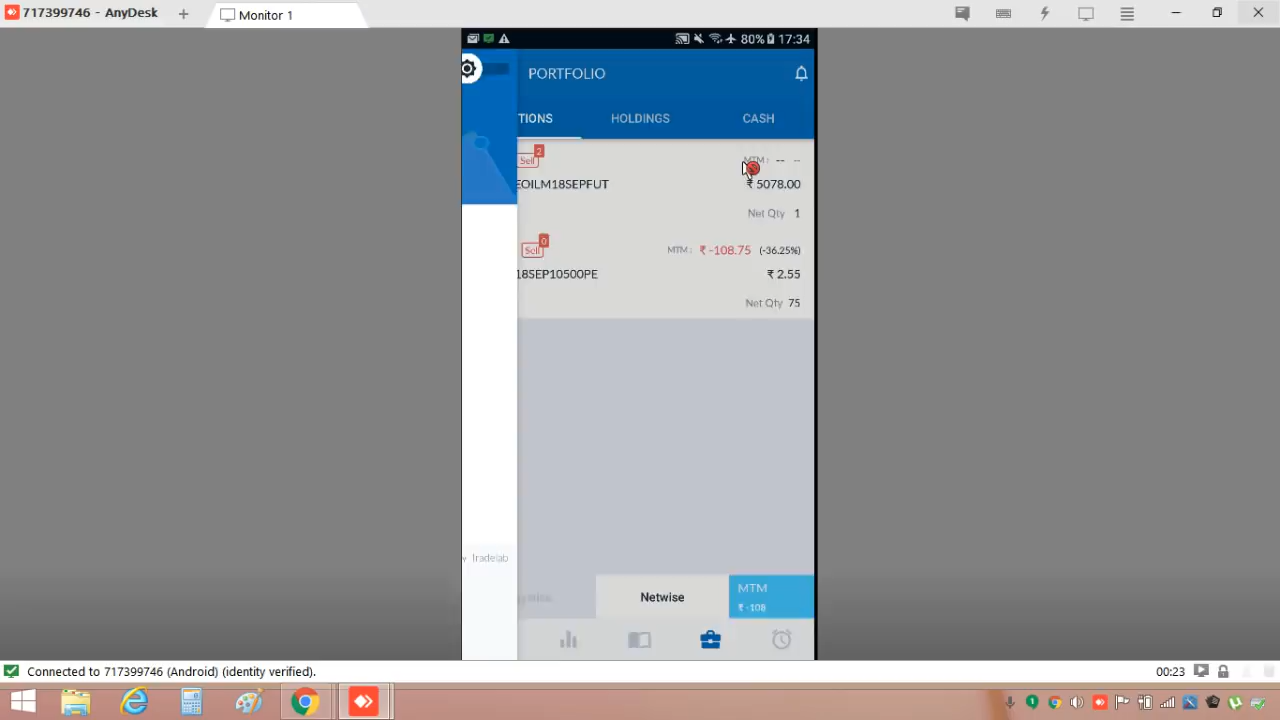 717399746 - AnyDesk
Monitor 1
80% 17:34
PORTFOLIO
TIONS HOLDINGS CASH
Sell 2 MTM : -- --
EOILM18SEPFUT ₹ 5078.00
Net Qty 1
Sell 0 MTM : ₹ -108.75 (-36.25%)
18SEP10500PE ₹ 2.55
Net Qty 75
Tradelab
Netwise
MTM
₹ -108
Connected to 717399746 (Android) (identity verified). 00:23